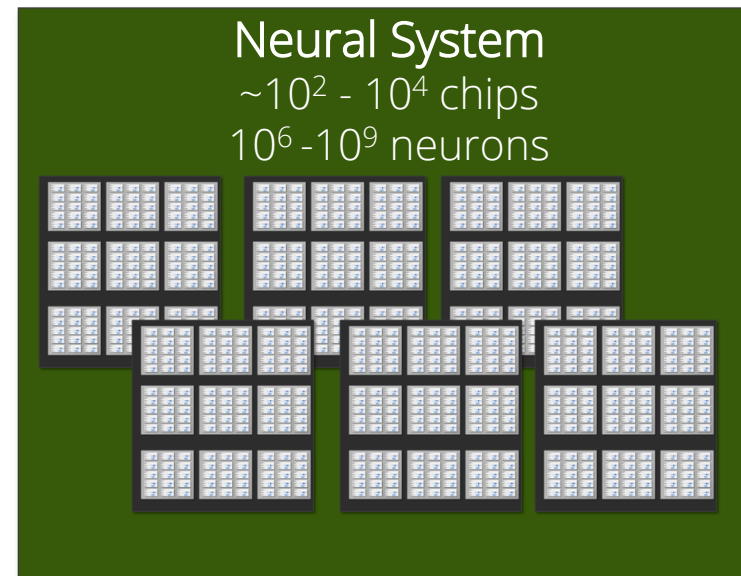 Neural System
~10² - 10⁴ chips
10⁶ -10⁹ neurons